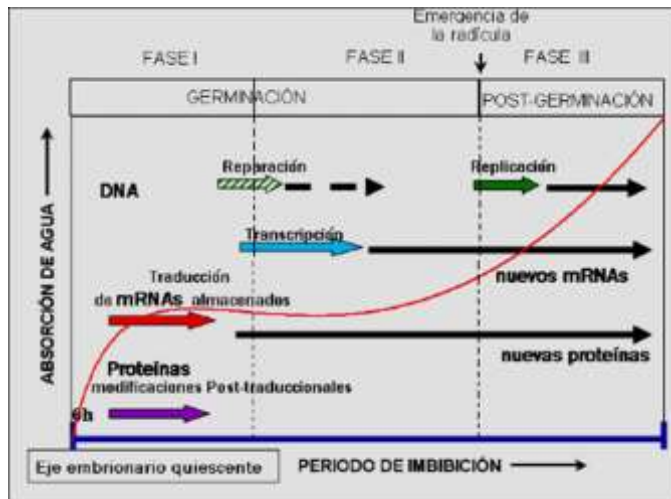 Emergencia de
la radícula
FASE I
FASE II
FASE III
GERMINACIÓN
POST-GERMINACIÓN
Reparación
Replicación
DNA
Transcripción
Traducción
nuevos mRNAs
de mRNAs almacenados
nuevas proteínas
Proteínas
modificaciones Post-traduccionales
0h
Eje embrionario quiescente
PERIODO DE IMBIBICIÓN
ABSORCIÓN DE AGUA